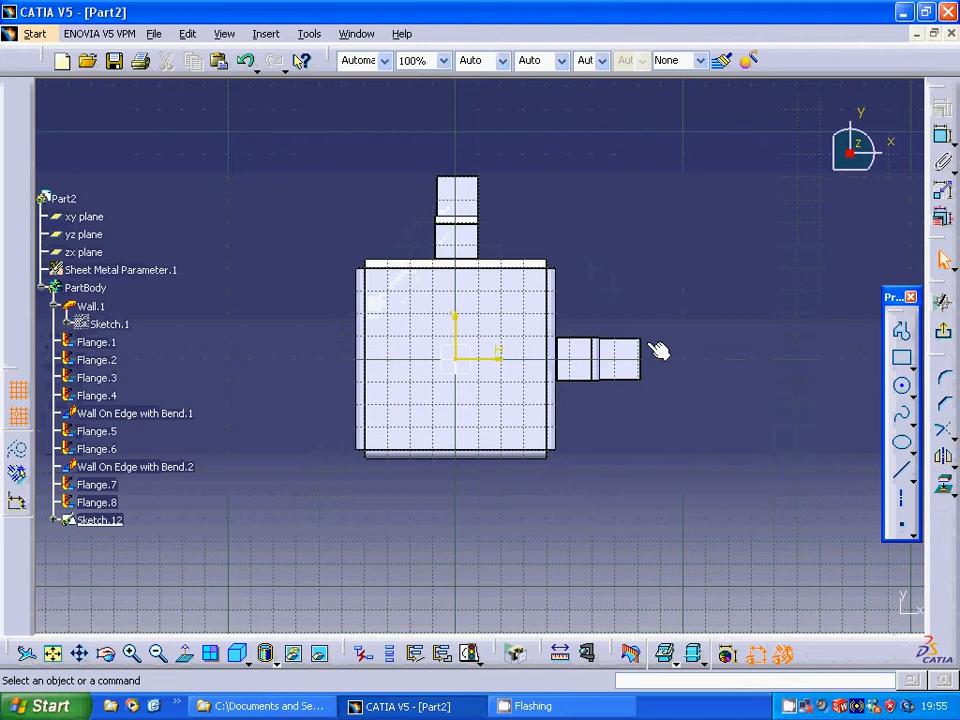 CATIA V5 - [Part2]
Start ENOVIA V5 VPM File Edit View Insert Tools Window Help
Automa 100% Auto Auto Aut Aut None
y
x
z
Part2
xy plane
yz plane
zx plane
Sheet Metal Parameter.1
PartBody
Wall.1
Sketch.1
Flange.1
Flange.2
Flange.3
Flange.4
Wall On Edge with Bend.1
Flange.5
Flange.6
Wall On Edge with Bend.2
Flange.7
Flange.8
Sketch.12
V
H
Pr...
y
x
CATIA
Select an object or a command
Start C:\Documents and Se... CATIA V5 - [Part2] Flashing 19:55